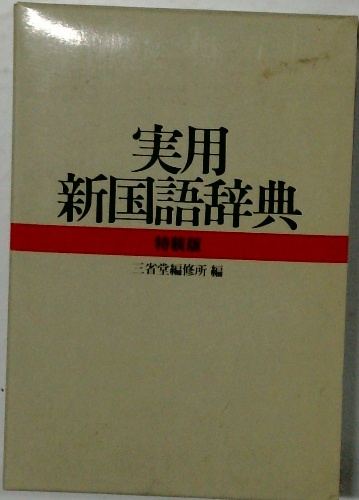 実用
新国語辞典
特装版
三省堂編修所 編